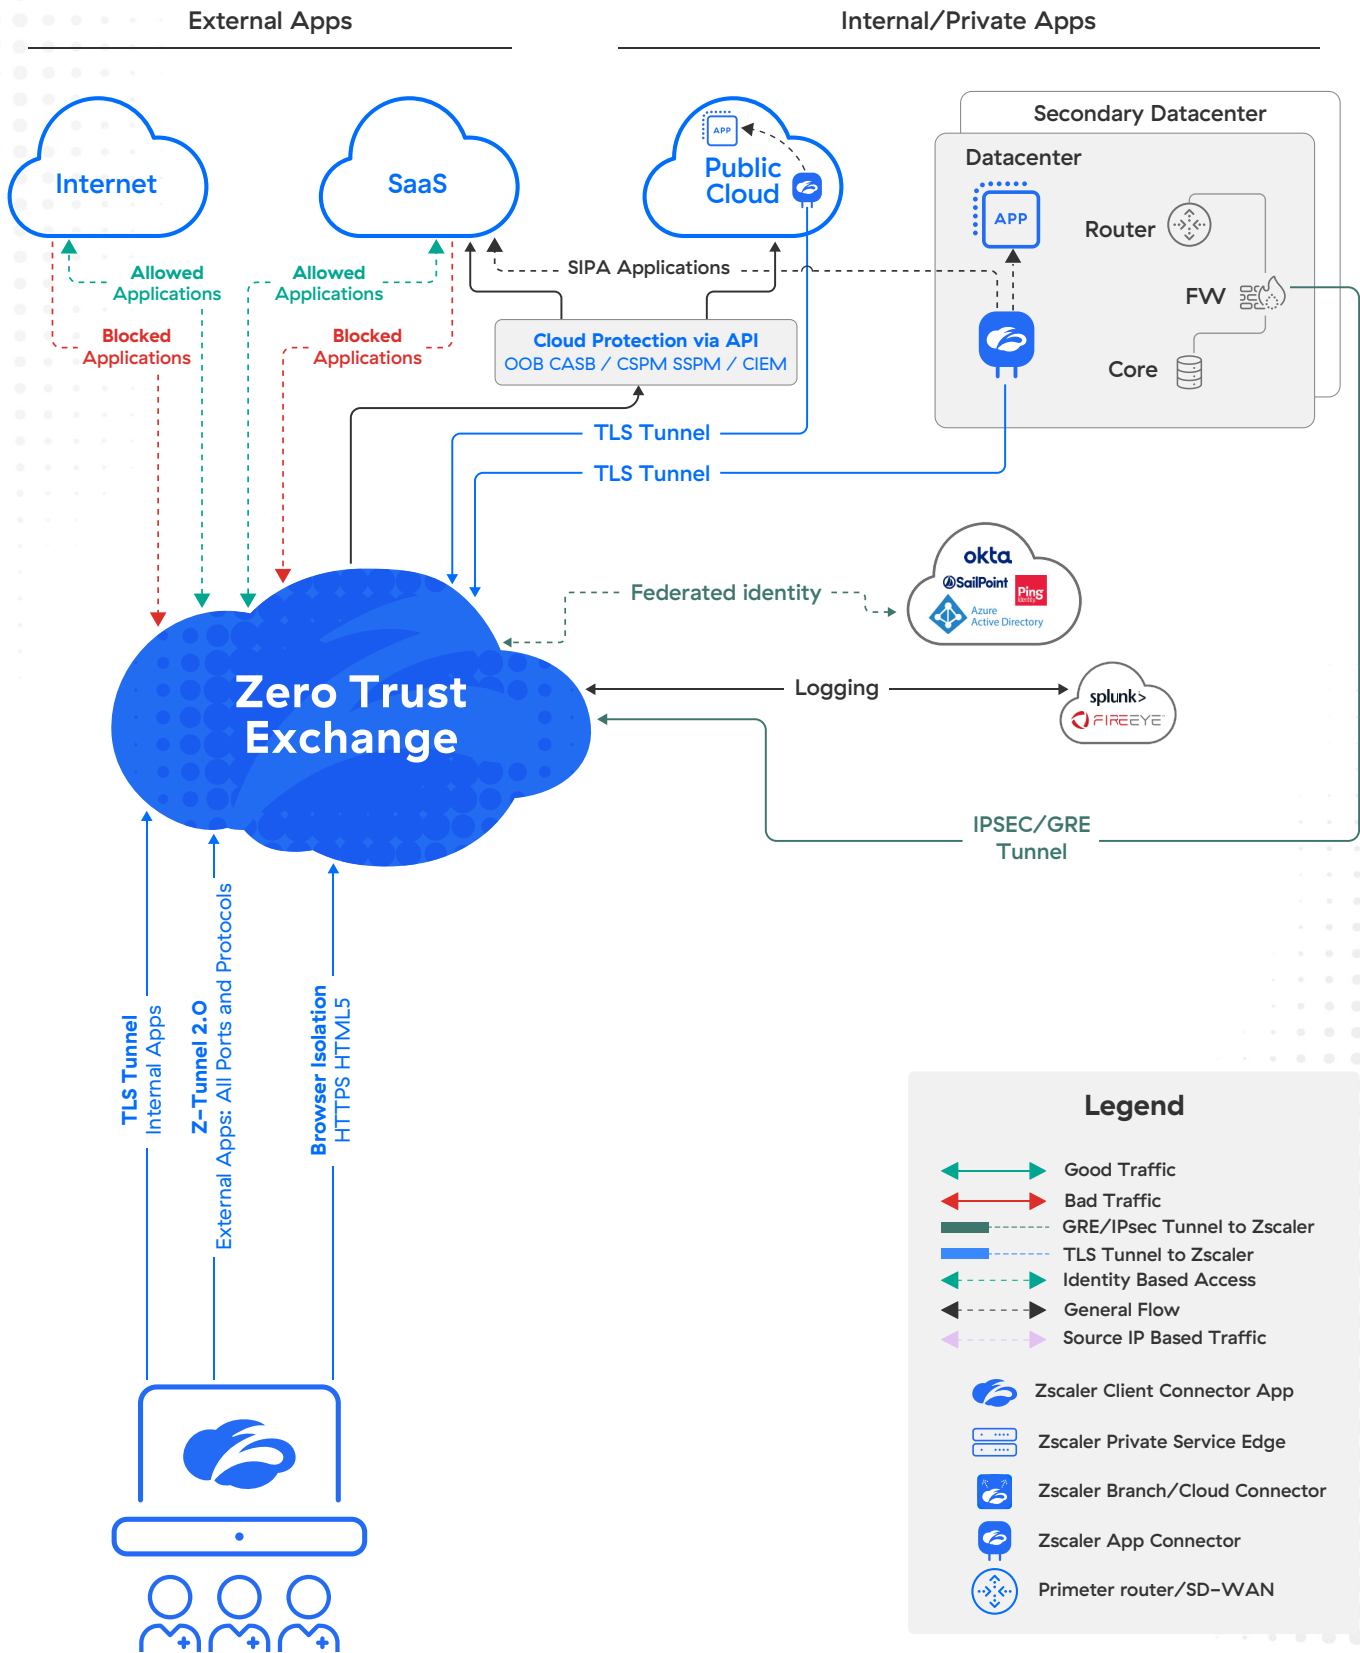 External Apps
Internal/Private Apps
Internet
SaaS
APP
Public
Cloud
Secondary Datacenter
Datacenter
APP
Router
FW
Core
Allowed
Applications
Allowed
Applications
SIPA Applications
Blocked
Applications
Blocked
Applications
Cloud Protection via API
OOB CASB / CSPM SSPM / CIEM
TLS Tunnel
TLS Tunnel
okta
SailPoint
Ping
Identity
Azure
Active Directory
Federated identity
Zero Trust
Exchange
Logging
splunk>
FIREEYE
IPSEC/GRE
Tunnel
TLS Tunnel
Internal Apps
Z-Tunnel 2.0
External Apps: All Ports and Protocols
Browser Isolation
HTTPS HTML5
Legend
Good Traffic
Bad Traffic
GRE/IPsec Tunnel to Zscaler
TLS Tunnel to Zscaler
Identity Based Access
General Flow
Source IP Based Traffic
Zscaler Client Connector App
Zscaler Private Service Edge
Zscaler Branch/Cloud Connector
Zscaler App Connector
Primeter router/SD-WAN